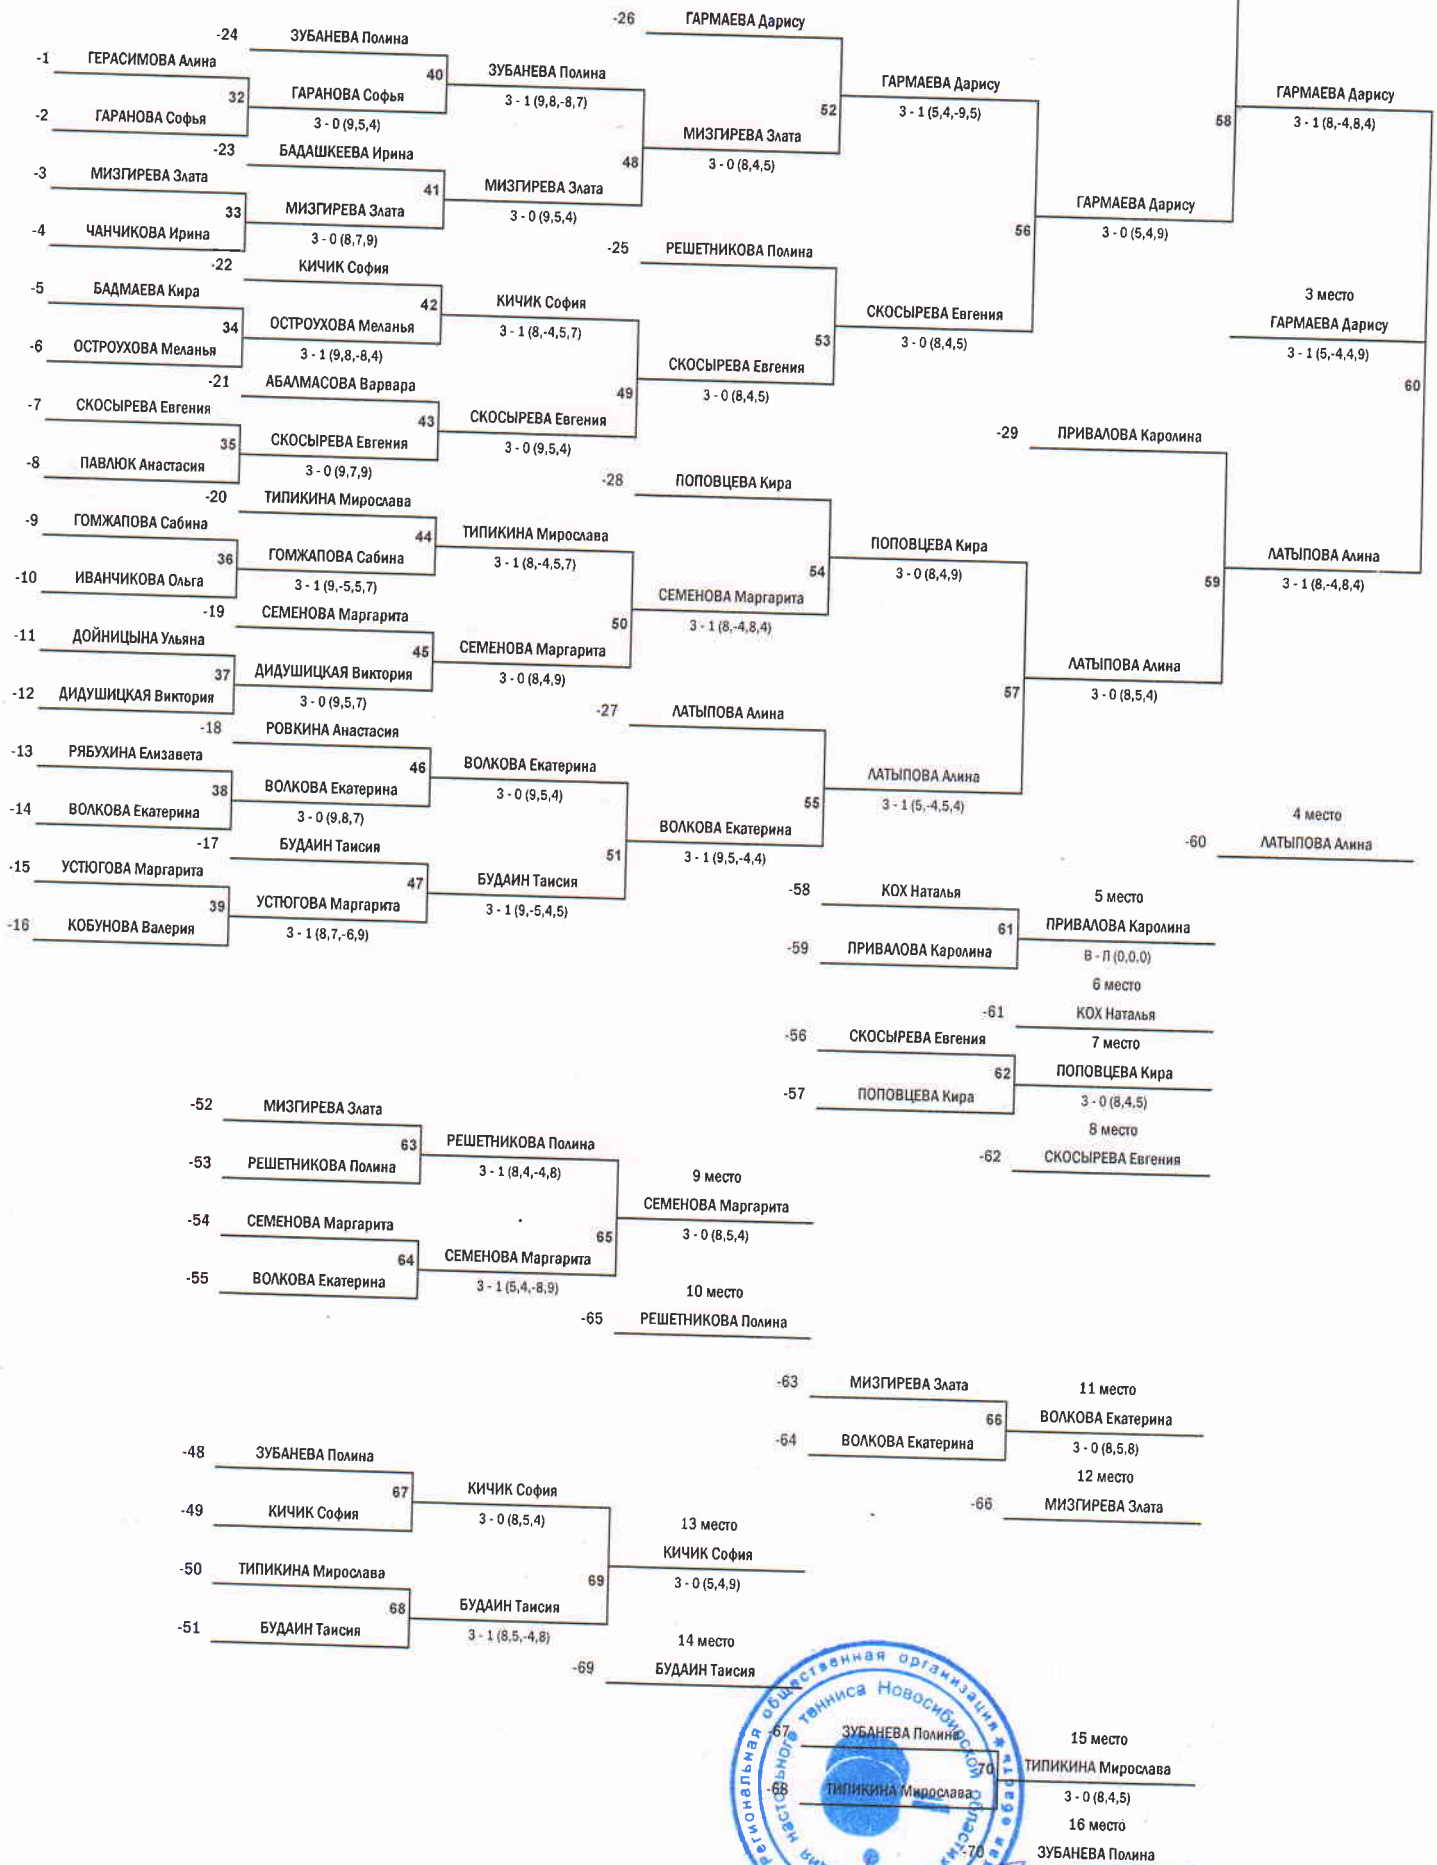 -26 ГАРМАЕВА Дарису
-24 ЗУБАНЕВА Полина
-1 ГЕРАСИМОВА Алина
40 ЗУБАНЕВА Полина
3 - 1 (9,8,-8,7)
32 ГАРАНОВА Софья
3 - 0 (9,5,4)
-2 ГАРАНОВА Софья
52 ГАРМАЕВА Дарису
3 - 1 (5,4,-9,5)
58 ГАРМАЕВА Дарису
3 - 1 (8,-4,8,4)
-23 БАДАШКЕЕВА Ирина
48 МИЗГИРЕВА Злата
3 - 0 (8,4,5)
-3 МИЗГИРЕВА Злата
41 МИЗГИРЕВА Злата
3 - 0 (9,5,4)
33 МИЗГИРЕВА Злата
3 - 0 (8,7,9)
-4 ЧАНЧИКОВА Ирина
56 ГАРМАЕВА Дарису
3 - 0 (5,4,9)
-22 КИЧИК София
-25 РЕШЕТНИКОВА Полина
-5 БАДМАЕВА Кира
42 КИЧИК София
3 - 1 (8,-4,5,7)
34 ОСТРОУХОВА Меланья
3 - 1 (9,8,-8,4)
-6 ОСТРОУХОВА Меланья
53 СКОСЫРЕВА Евгения
3 - 0 (8,4,5)
3 место
ГАРМАЕВА Дарису
3 - 1 (5,-4,4,9)
60
-21 АБАЛМАСОВА Варвара
49 СКОСЫРЕВА Евгения
3 - 0 (8,4,5)
-7 СКОСЫРЕВА Евгения
43 СКОСЫРЕВА Евгения
3 - 0 (9,5,4)
35 СКОСЫРЕВА Евгения
3 - 0 (9,7,9)
-8 ПАВЛЮК Анастасия
-29 ПРИВАЛОВА Каролина
-20 ТИПИКИНА Мирослава
-28 ПОПОВЦЕВА Кира
-9 ГОМЖАПОВА Сабина
44 ТИПИКИНА Мирослава
3 - 1 (8,-4,5,7)
36 ГОМЖАПОВА Сабина
3 - 1 (9,-5,5,7)
-10 ИВАНЧИКОВА Ольга
54 ПОПОВЦЕВА Кира
3 - 0 (8,4,9)
59 ЛАТЫПОВА Алина
3 - 1 (8,-4,8,4)
-19 СЕМЕНОВА Маргарита
50 СЕМЕНОВА Маргарита
3 - 1 (8,-4,8,4)
-11 ДОЙНИЦЫНА Ульяна
45 СЕМЕНОВА Маргарита
3 - 0 (8,4,9)
37 ДИДУШИЦКАЯ Виктория
3 - 0 (9,5,7)
-12 ДИДУШИЦКАЯ Виктория
57 ЛАТЫПОВА Алина
3 - 0 (8,5,4)
-18 РОВКИНА Анастасия
-27 ЛАТЫПОВА Алина
-13 РЯБУХИНА Елизавета
46 ВОЛКОВА Екатерина
3 - 0 (9,5,4)
38 ВОЛКОВА Екатерина
3 - 0 (9,8,7)
-14 ВОЛКОВА Екатерина
55 ЛАТЫПОВА Алина
3 - 1 (5,-4,5,4)
-17 БУДАИН Таисия
51 ВОЛКОВА Екатерина
3 - 1 (9,5,-4,4)
4 место
-60 ЛАТЫПОВА Алина
-15 УСТЮГОВА Маргарита
47 БУДАИН Таисия
3 - 1 (9,-5,4,5)
39 УСТЮГОВА Маргарита
3 - 1 (8,7,-6,9)
-16 КОБУНОВА Валерия
-58 КОХ Наталья
5 место
61 ПРИВАЛОВА Каролина
В - П (0,0,0)
-59 ПРИВАЛОВА Каролина
6 место
-61 КОХ Наталья
-56 СКОСЫРЕВА Евгения
7 место
62 ПОПОВЦЕВА Кира
3 - 0 (8,4,5)
-57 ПОПОВЦЕВА Кира
8 место
-62 СКОСЫРЕВА Евгения
-52 МИЗГИРЕВА Злата
63 РЕШЕТНИКОВА Полина
3 - 1 (8,4,-4,8)
-53 РЕШЕТНИКОВА Полина
9 место
65 СЕМЕНОВА Маргарита
3 - 0 (8,5,4)
-54 СЕМЕНОВА Маргарита
64 СЕМЕНОВА Маргарита
3 - 1 (5,4,-8,9)
-55 ВОЛКОВА Екатерина
10 место
-65 РЕШЕТНИКОВА Полина
-63 МИЗГИРЕВА Злата
11 место
66 ВОЛКОВА Екатерина
3 - 0 (8,5,8)
-64 ВОЛКОВА Екатерина
12 место
-66 МИЗГИРЕВА Злата
-48 ЗУБАНЕВА Полина
67 КИЧИК София
3 - 0 (8,5,4)
-49 КИЧИК София
13 место
69 КИЧИК София
3 - 0 (5,4,9)
-50 ТИПИКИНА Мирослава
68 БУДАИН Таисия
3 - 1 (8,5,-4,8)
-51 БУДАИН Таисия
14 место
-69 БУДАИН Таисия
-67 ЗУБАНЕВА Полина
15 место
70 ТИПИКИНА Мирослава
3 - 0 (8,4,5)
-68 ТИПИКИНА Мирослава
16 место
-70 ЗУБАНЕВА Полина
региональная общественная организация
настольного тенниса Новосибирской области